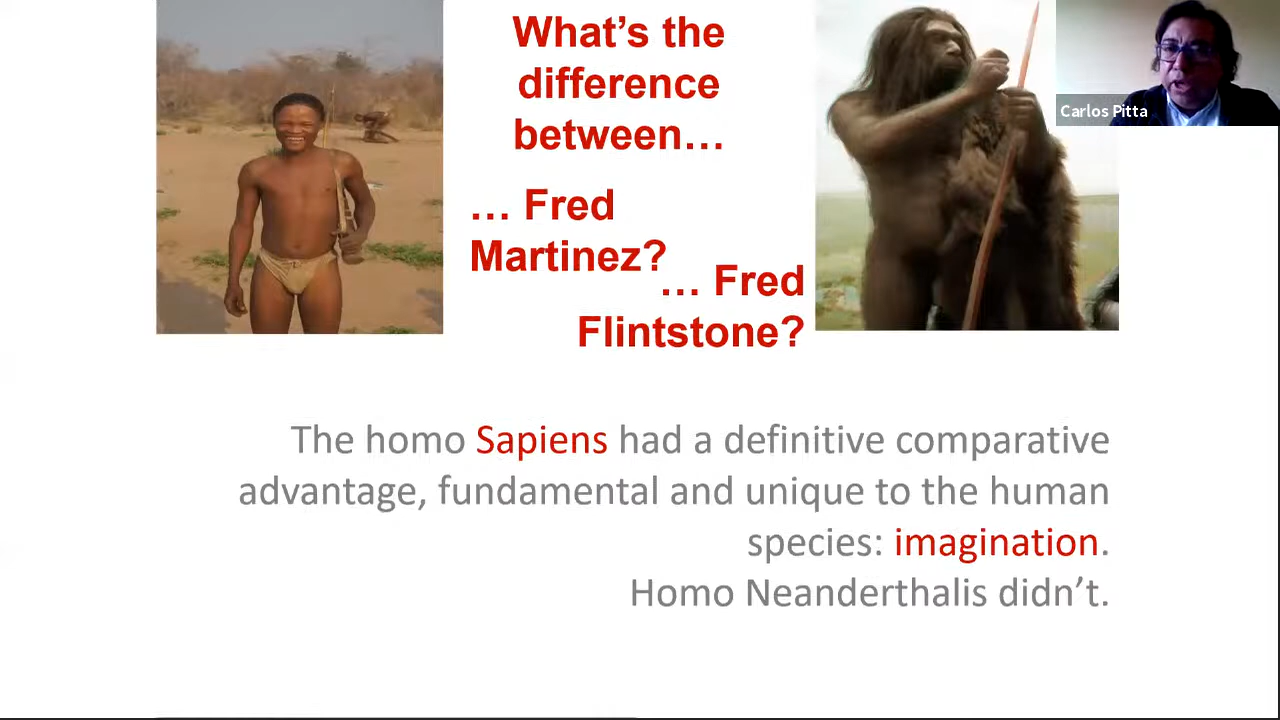 What’s the
difference
between…
… Fred
Martinez?
… Fred
Flintstone?
Carlos Pitta
The homo Sapiens had a definitive comparative
advantage, fundamental and unique to the human
species: imagination.
Homo Neanderthalis didn’t.